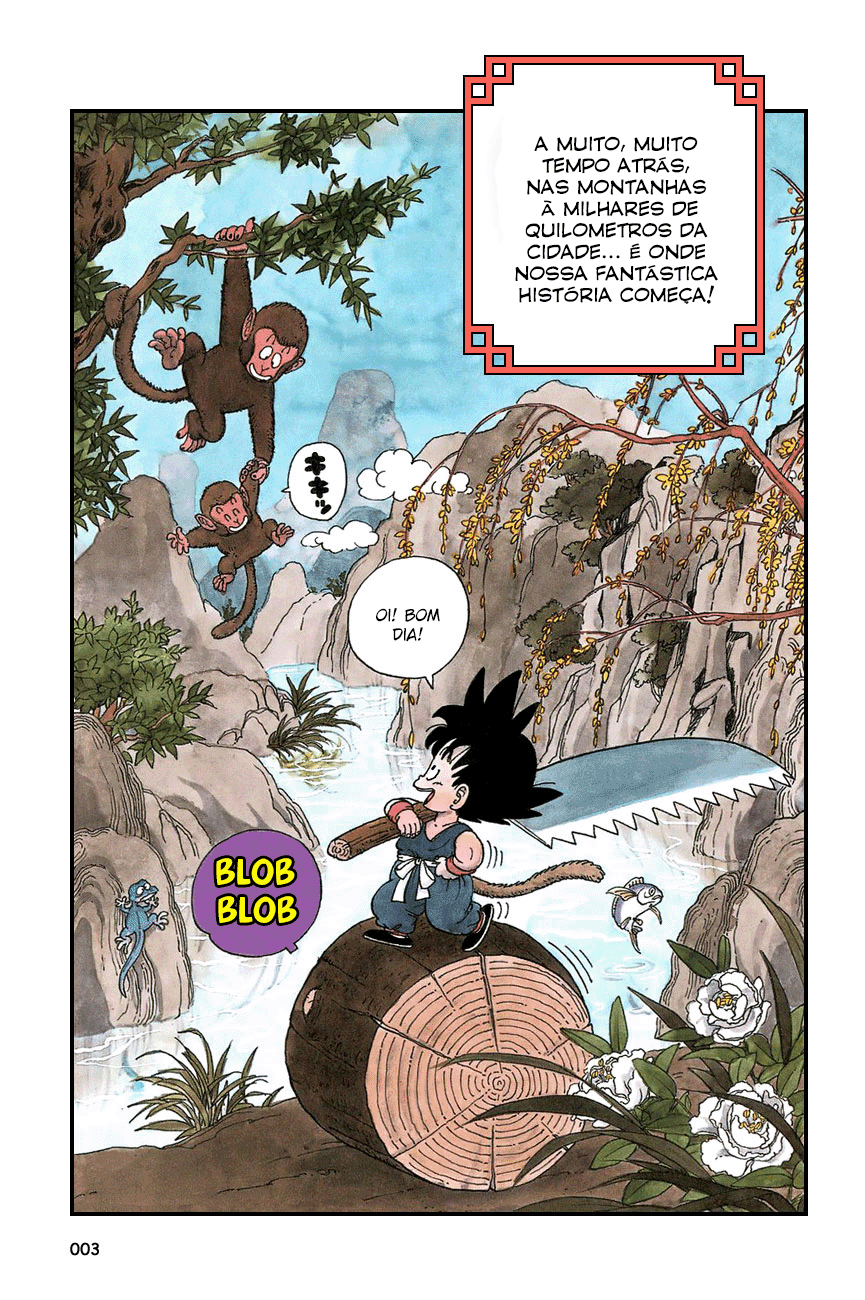 A MUITO, MUITO
TEMPO ATRÁS,
NAS MONTANHAS
À MILHARES DE
QUILOMETROS DA
CIDADE... É ONDE
NOSSA FANTÁSTICA
HISTÓRIA COMEÇA!
キキッ
OI! BOM
DIA!
BLOB
BLOB
003